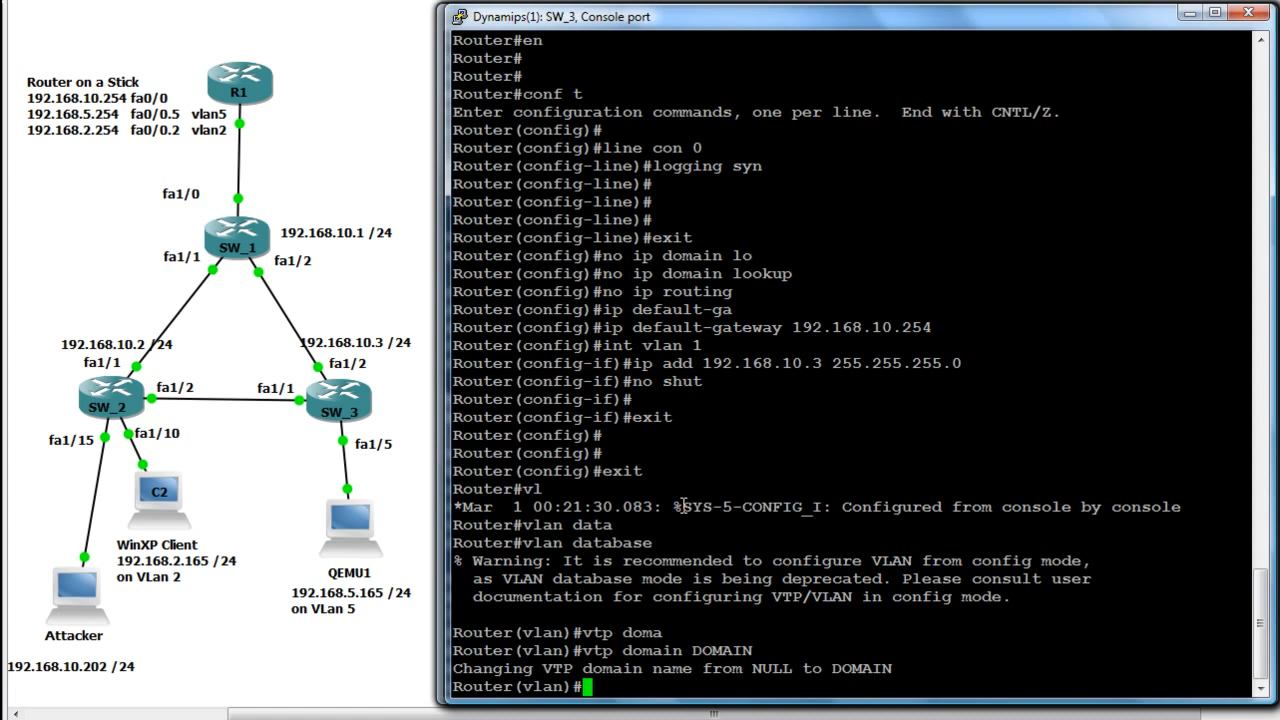 Router on a Stick
192.168.10.254 fa0/0
192.168.5.254 fa0/0.5 vlan5
192.168.2.254 fa0/0.2 vlan2
R1
fa1/0
192.168.10.1 /24
SW_1
fa1/1
fa1/2
192.168.10.2 /24
fa1/1
192.168.10.3 /24
fa1/2
SW_2
fa1/2
fa1/1
SW_3
fa1/15
fa1/10
fa1/5
C2
WinXP Client
192.168.2.165 /24
on VLan 2
QEMU1
192.168.5.165 /24
on VLan 5
Attacker
192.168.10.202 /24
Dynamips(1): SW_3, Console port
Router#en
Router#
Router#
Router#conf t
Enter configuration commands, one per line.  End with CNTL/Z.
Router(config)#
Router(config)#line con 0
Router(config-line)#logging syn
Router(config-line)#
Router(config-line)#
Router(config-line)#
Router(config-line)#exit
Router(config)#no ip domain lo
Router(config)#no ip domain lookup
Router(config)#no ip routing
Router(config)#ip default-ga
Router(config)#ip default-gateway 192.168.10.254
Router(config)#int vlan 1
Router(config-if)#ip add 192.168.10.3 255.255.255.0
Router(config-if)#no shut
Router(config-if)#
Router(config-if)#exit
Router(config)#
Router(config)#
Router(config)#exit
Router#vl
*Mar  1 00:21:30.083: %SYS-5-CONFIG_I: Configured from console by console
Router#vlan data
Router#vlan database
% Warning: It is recommended to configure VLAN from config mode,
  as VLAN database mode is being deprecated. Please consult user
  documentation for configuring VTP/VLAN in config mode.
Router(vlan)#vtp doma
Router(vlan)#vtp domain DOMAIN
Changing VTP domain name from NULL to DOMAIN
Router(vlan)#